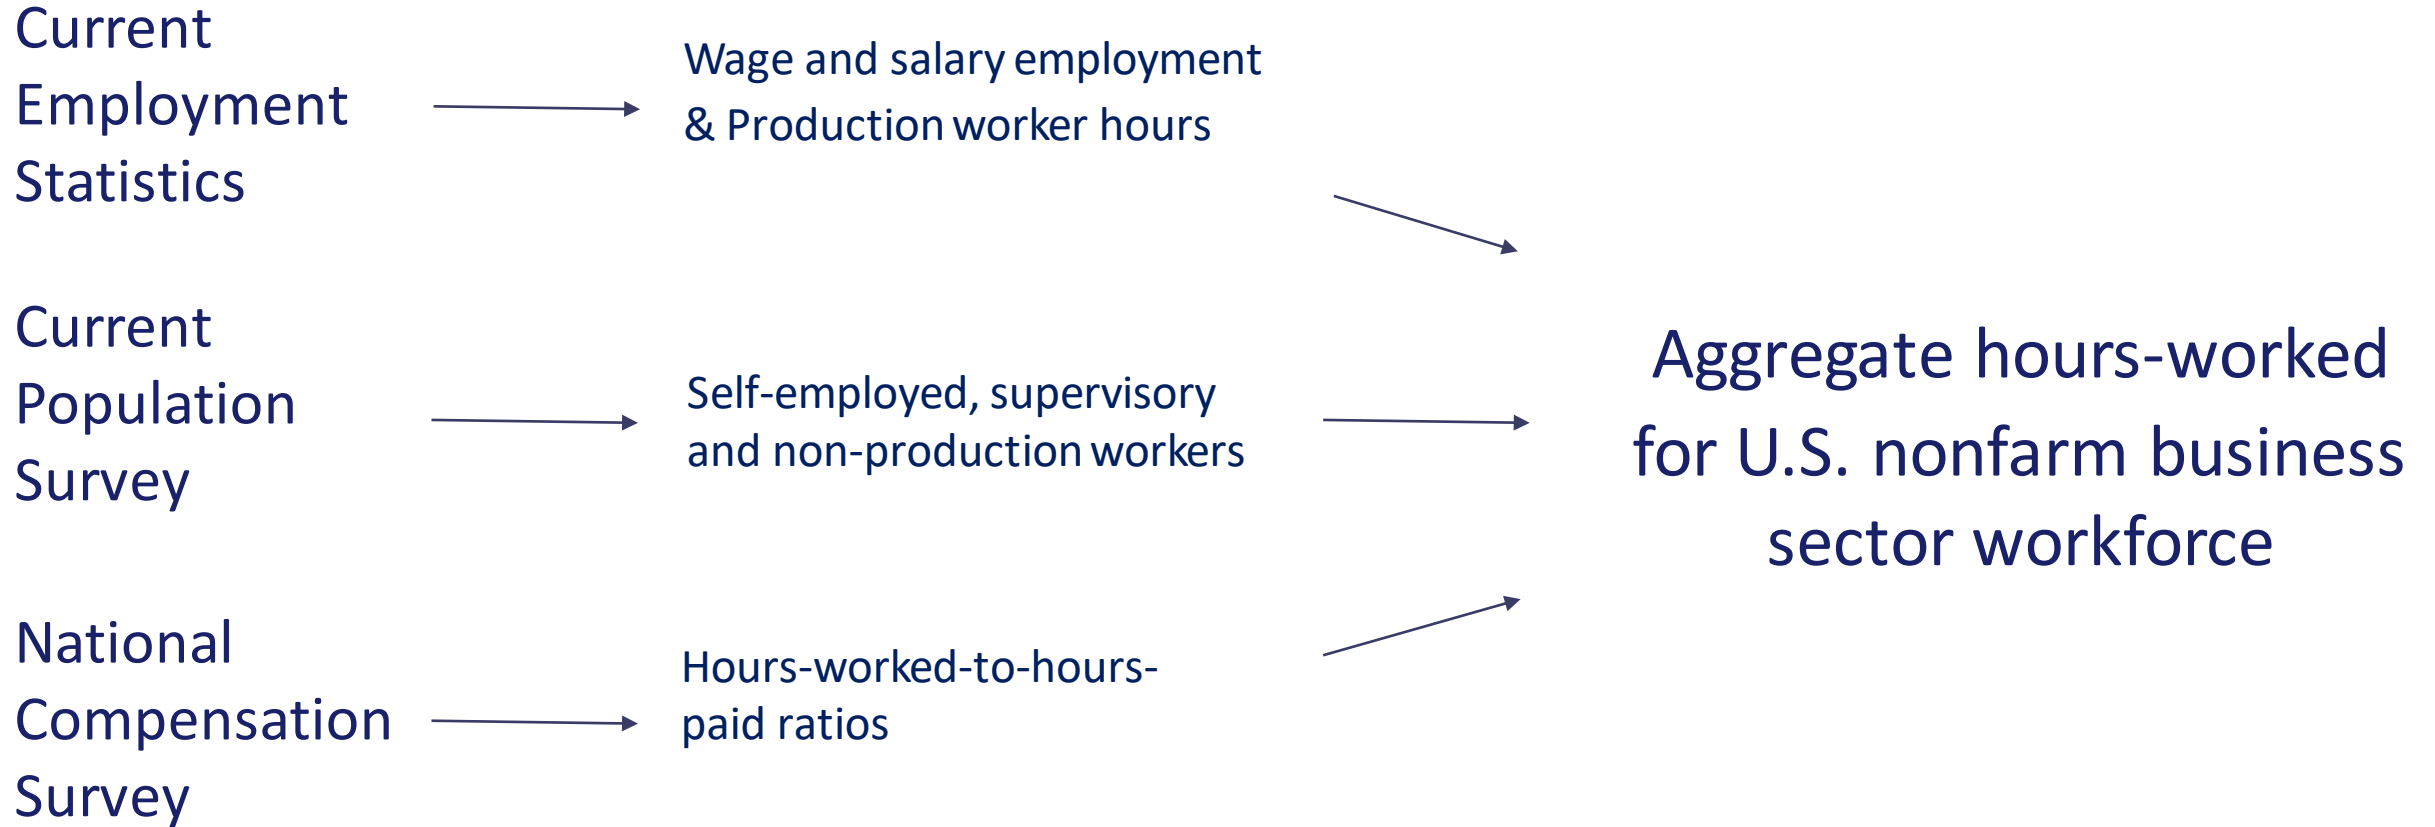 Current
Employment
Statistics
Wage and salary employment
& Production worker hours
Current
Population
Survey
Self-employed, supervisory
and non-production workers
National
Compensation
Survey
Hours-worked-to-hours-
paid ratios
Aggregate hours-worked
for U.S. nonfarm business
sector workforce